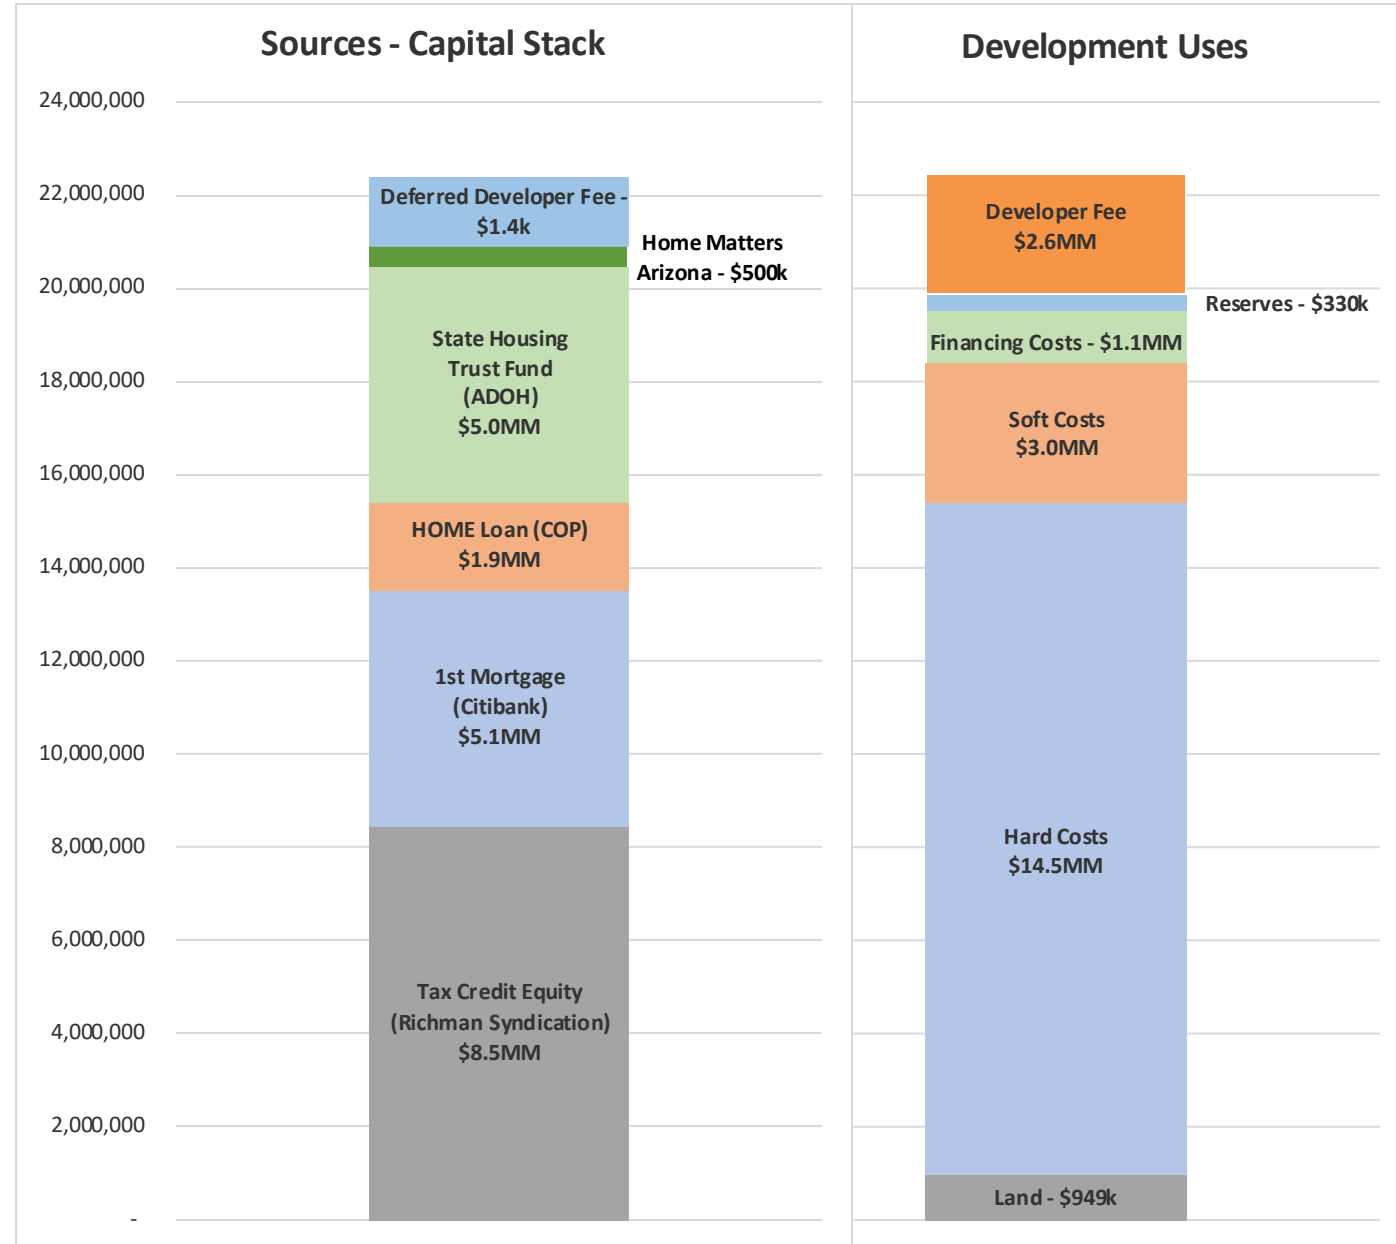 Sources - Capital Stack
24,000,000
22,000,000
20,000,000
18,000,000
16,000,000
14,000,000
12,000,000
10,000,000
8,000,000
6,000,000
4,000,000
2,000,000
-
Deferred Developer Fee -
$1.4k
Home Matters
Arizona - $500k
State Housing
Trust Fund
(ADOH)
$5.0MM
HOME Loan (COP)
$1.9MM
1st Mortgage
(Citibank)
$5.1MM
Tax Credit Equity
(Richman Syndication)
$8.5MM
Development Uses
Developer Fee
$2.6MM
Reserves - $330k
Financing Costs - $1.1MM
Soft Costs
$3.0MM
Hard Costs
$14.5MM
Land - $949k